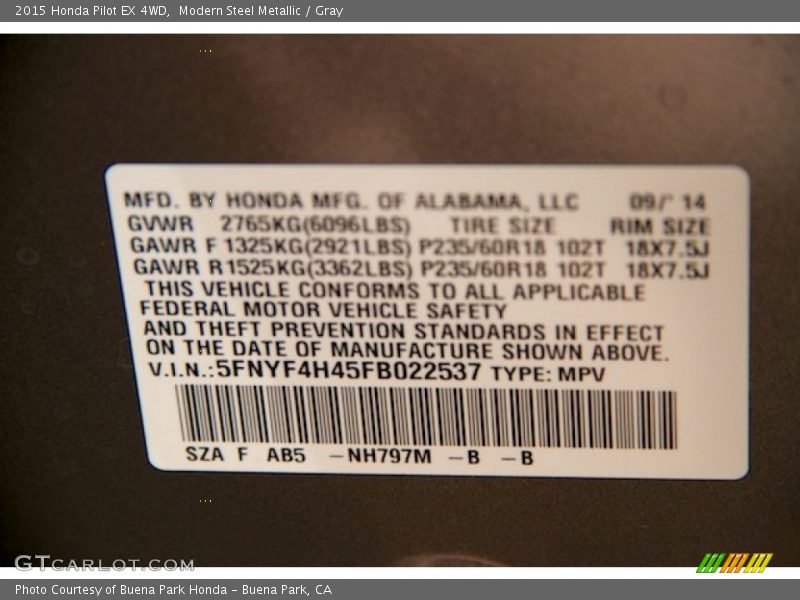 2015 Honda Pilot EX 4WD,  Modern Steel Metallic / Gray
MFD. BY HONDA MFG. OF ALABAMA, LLC 09/ 14
GVWR 2765KG(6096LBS) TIRE SIZE RIM SIZE
GAWR F 1325KG(2921LBS) P235/60R18 102T 18X7.5J
GAWR R 1525KG(3362LBS) P235/60R18 102T 18X7.5J
THIS VEHICLE CONFORMS TO ALL APPLICABLE
FEDERAL MOTOR VEHICLE SAFETY
AND THEFT PREVENTION STANDARDS IN EFFECT
ON THE DATE OF MANUFACTURE SHOWN ABOVE.
V.I.N.:5FNYF4H45FB022537 TYPE: MPV
SZA F AB5 -NH797M -B -B
GTCARLOT.COM
Photo Courtesy of Buena Park Honda - Buena Park, CA